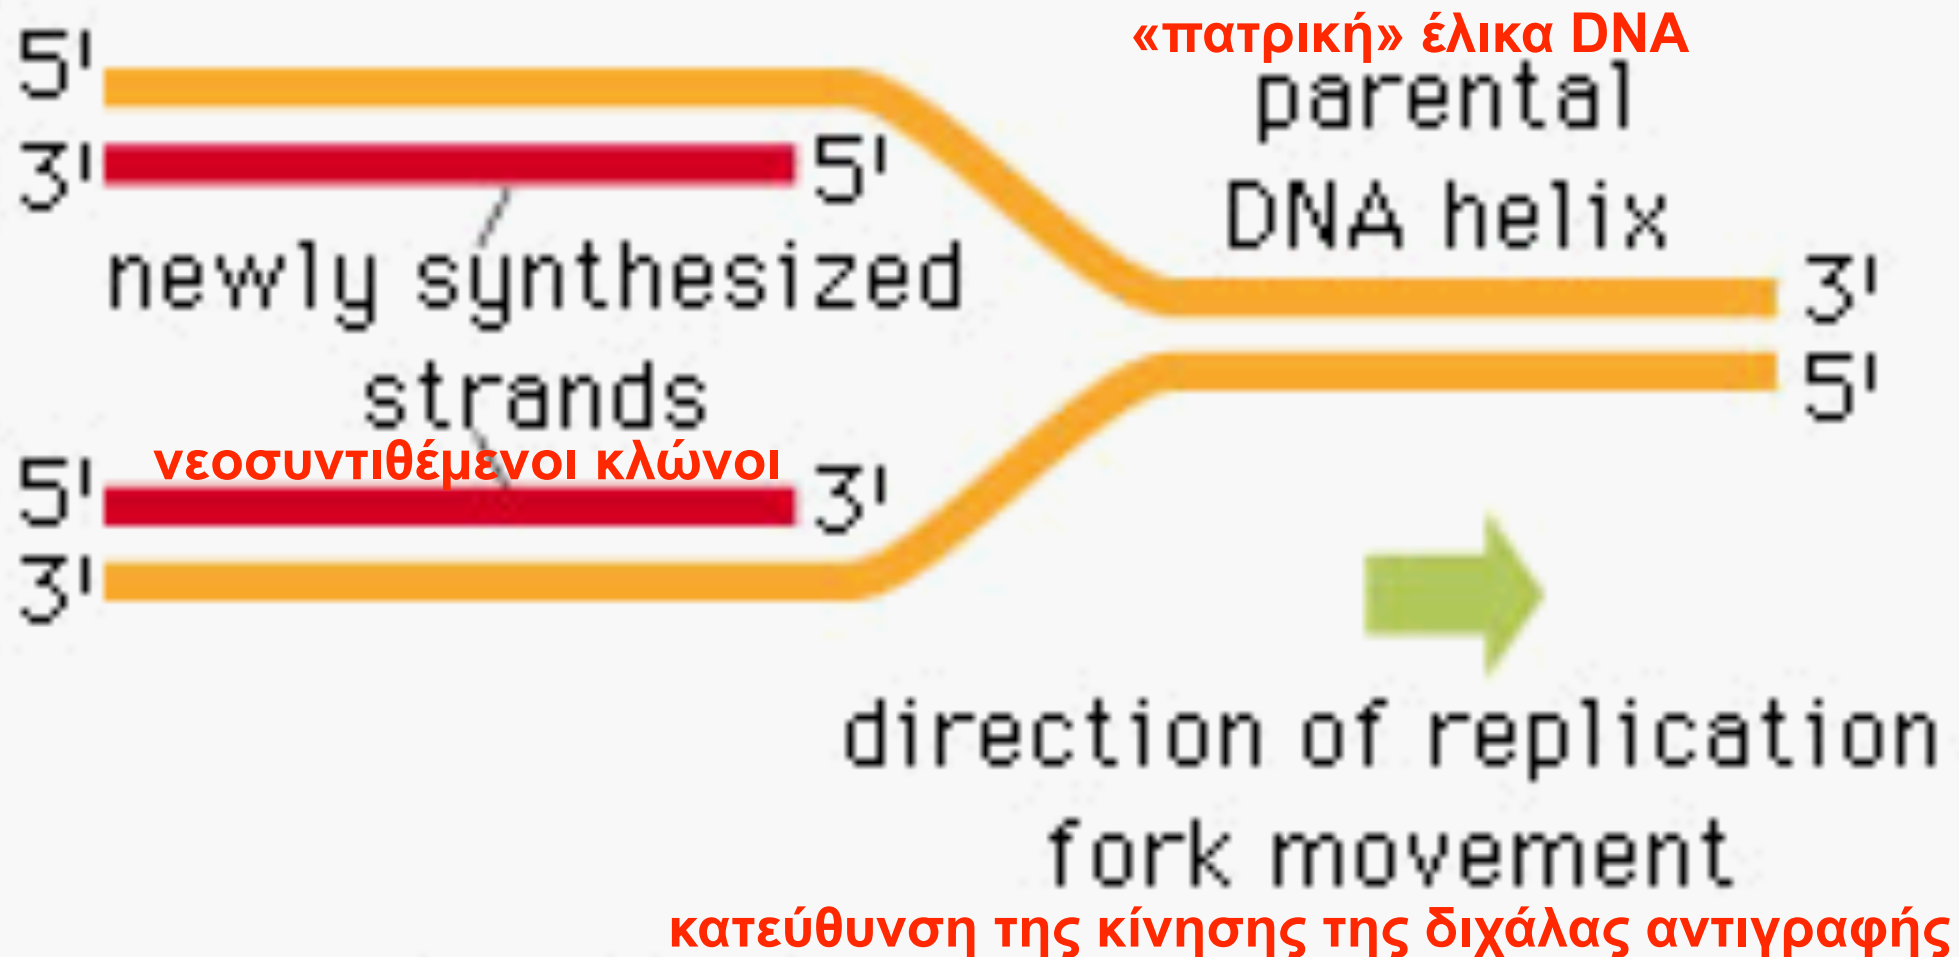 «πατρική» έλικα DNA
5'
parental
3'
5'
DNA helix
newly synthesized
3'
strands
5'
νεοσυντιθέμενοι κλώνοι
5'
3'
3'
direction of replication
fork movement
κατεύθυνση της κίνησης της διχάλας αντιγραφής